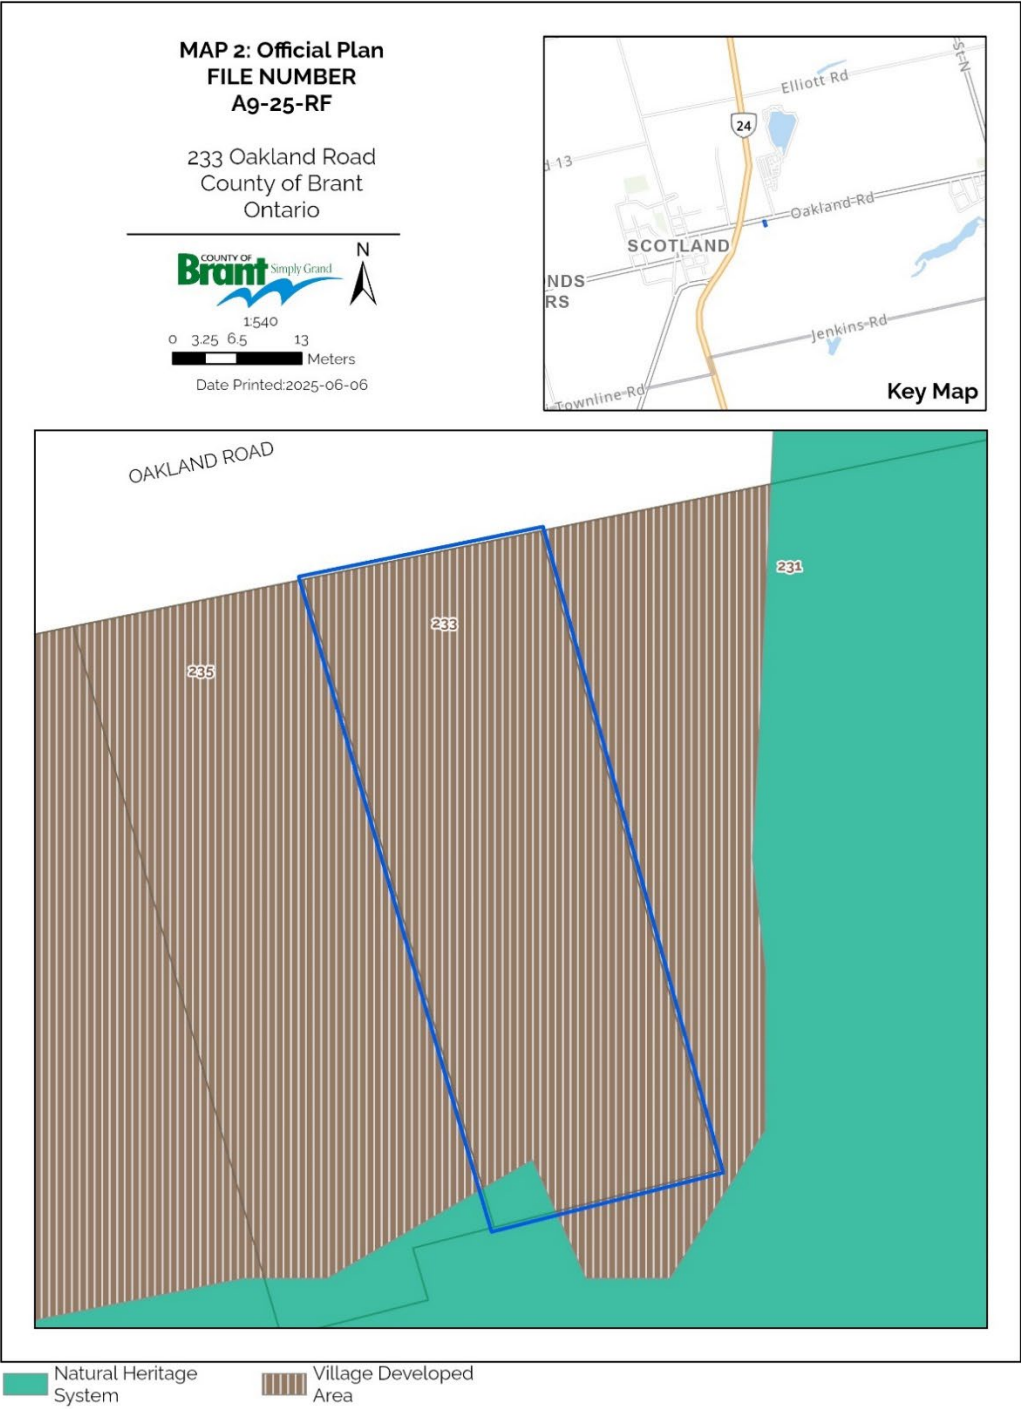 MAP 2: Official Plan
FILE NUMBER
A9-25-RF
233 Oakland Road
County of Brant
Ontario
COUNTY OF
Brant Simply Grand
N
1:540
0 3.25 6.5 13
Meters
Date Printed:2025-06-06
Elliott Rd
St N
24
d 13
Oakland Rd
SCOTLAND
NDS
RS
Jenkins Rd
Townline Rd
Key Map
OAKLAND ROAD
231
233
235
Natural Heritage
System
Village Developed
Area